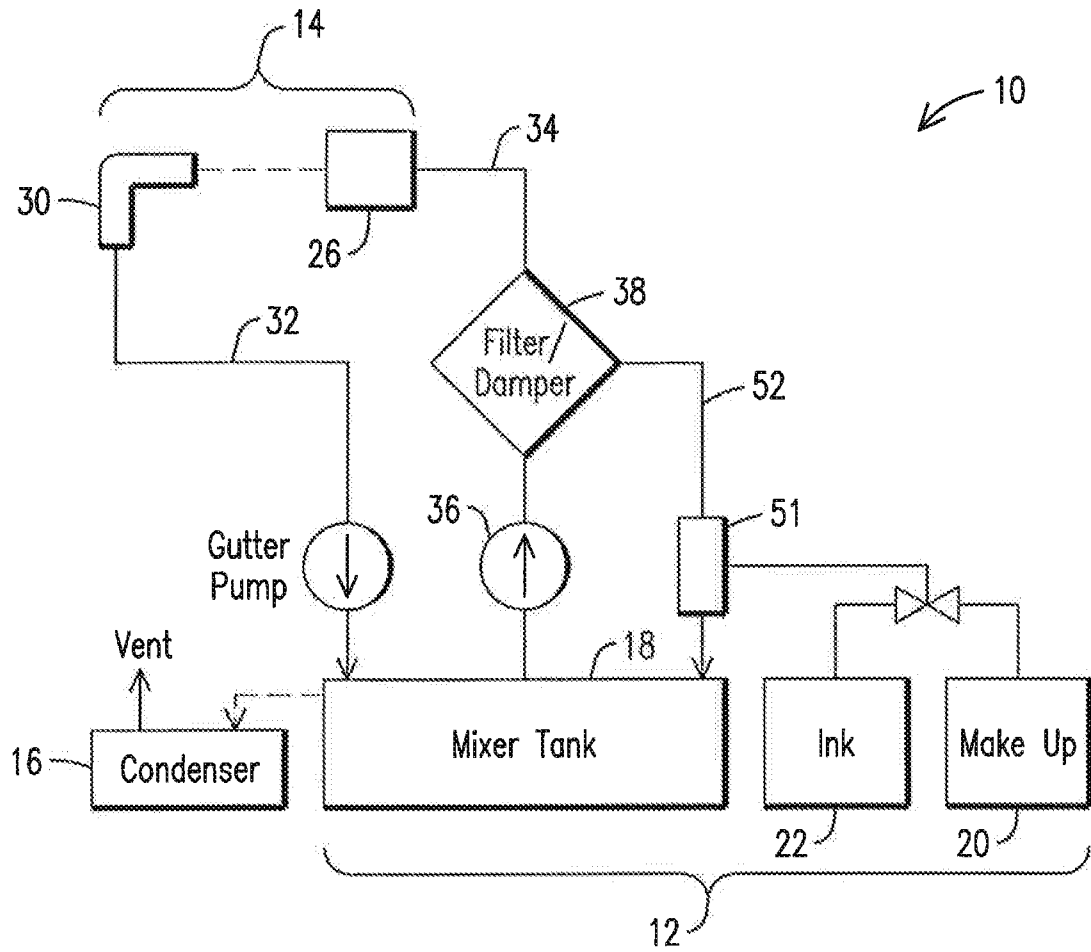 14
10
34
30
26
38
32
Filter/
Damper
52
36
51
Gutter
Pump
Vent
18
16
Condenser
Mixer Tank
Ink
Make Up
22
20
12